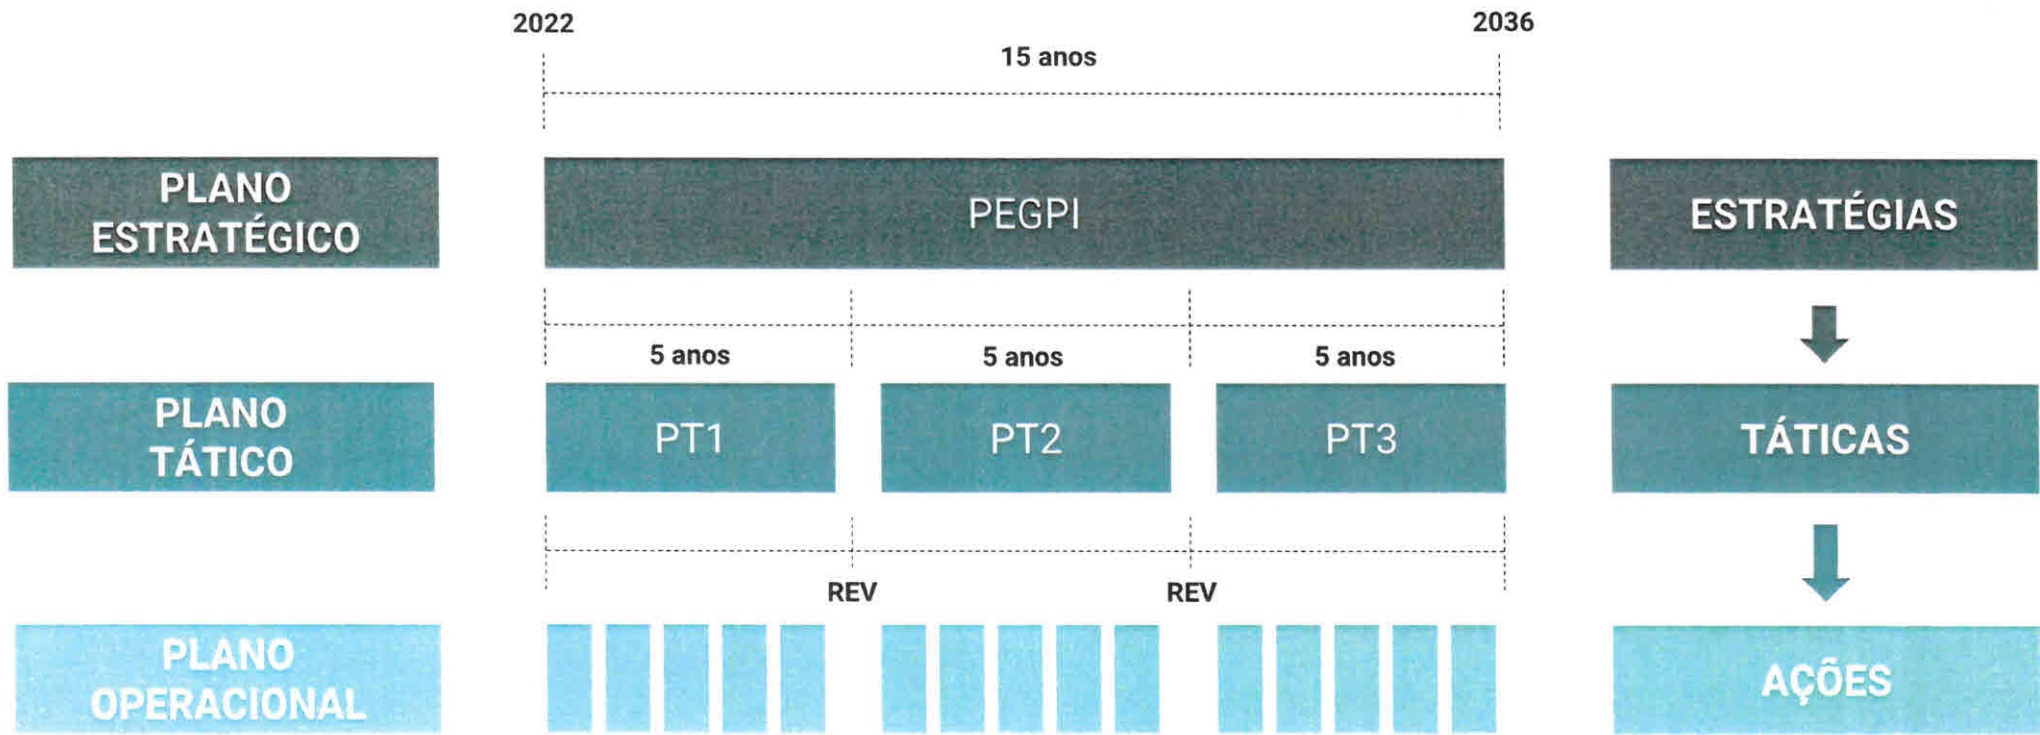 2022
2036
15 anos
PLANO
ESTRATÉGICO
PEGPI
ESTRATÉGIAS
5 anos
5 anos
5 anos
PLANO
TÁTICO
PT1
PT2
PT3
TÁTICAS
REV
REV
PLANO
OPERACIONAL
AÇÕES